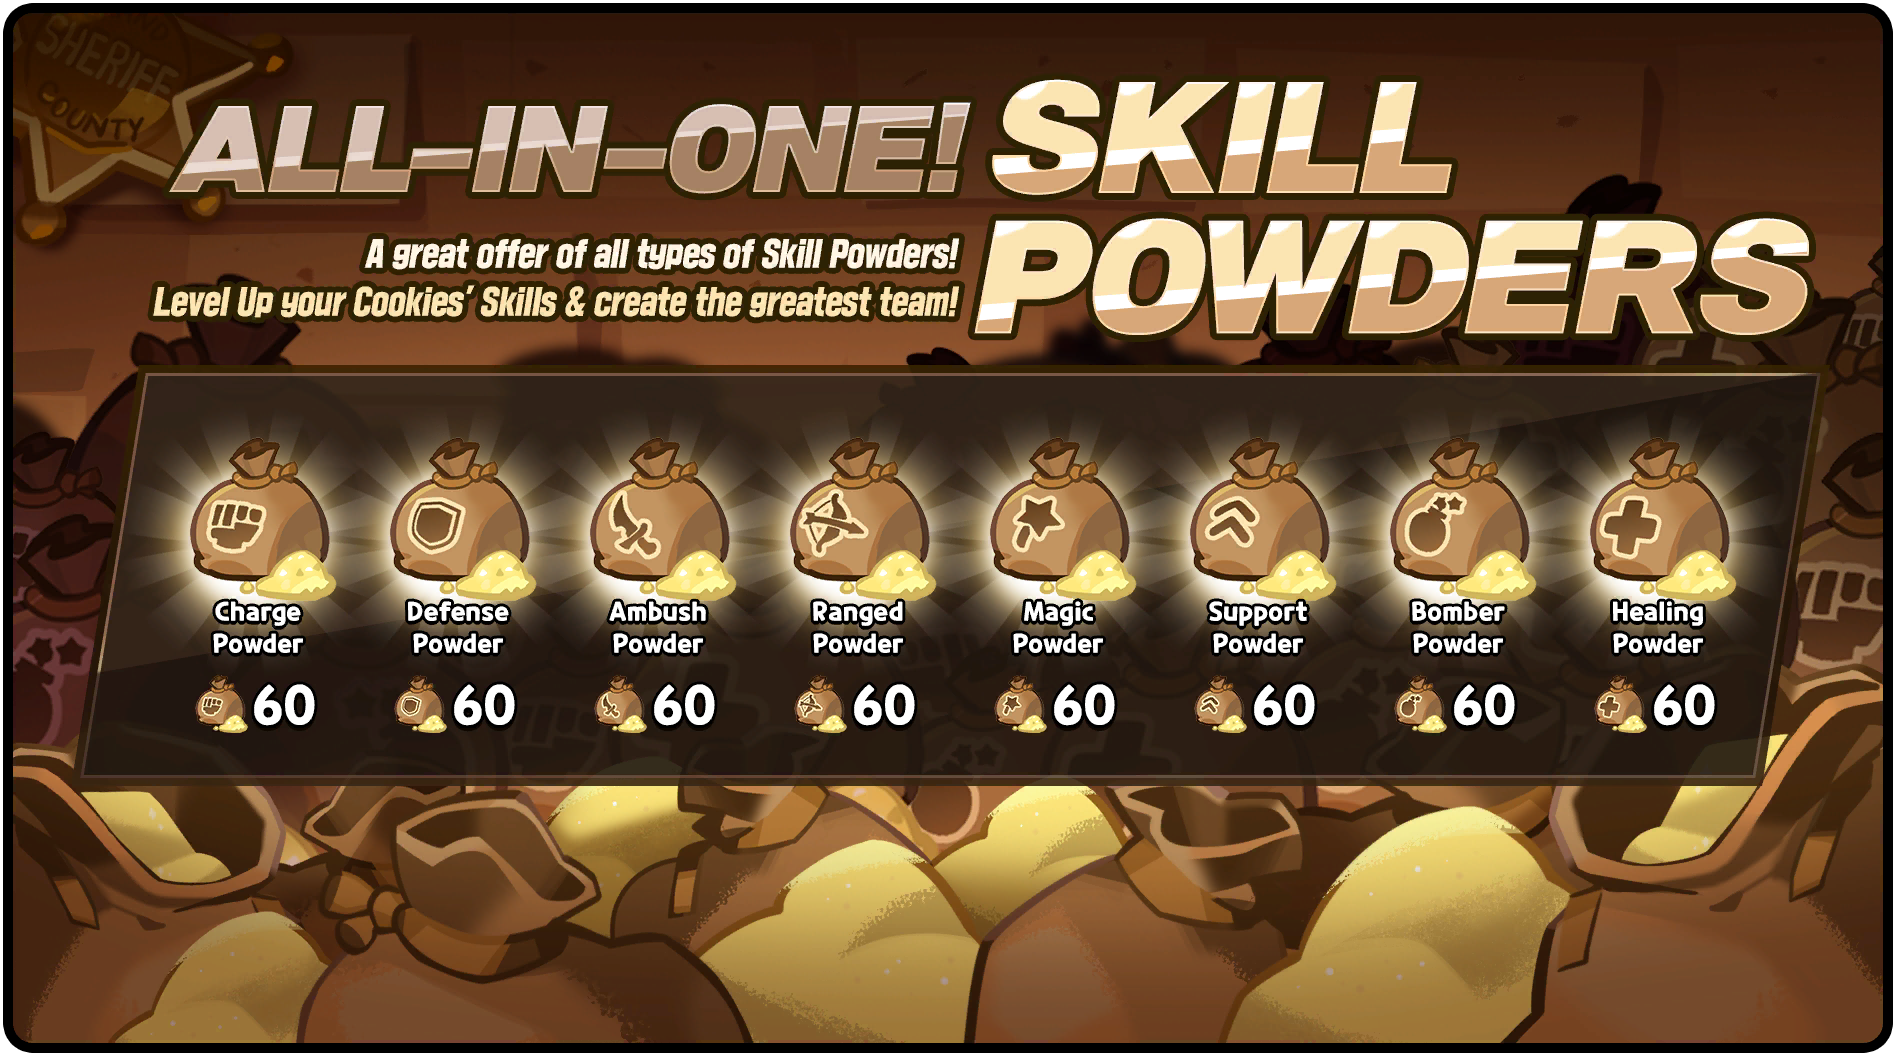 SHERIFF
COUNTY
ALL-IN-ONE! SKILL
POWDERS
A great offer of all types of Skill Powders!
Level Up your Cookies' Skills & create the greatest team!
Charge
Powder
60
Defense
Powder
60
Ambush
Powder
60
Ranged
Powder
60
Magic
Powder
60
Support
Powder
60
Bomber
Powder
60
Healing
Powder
60